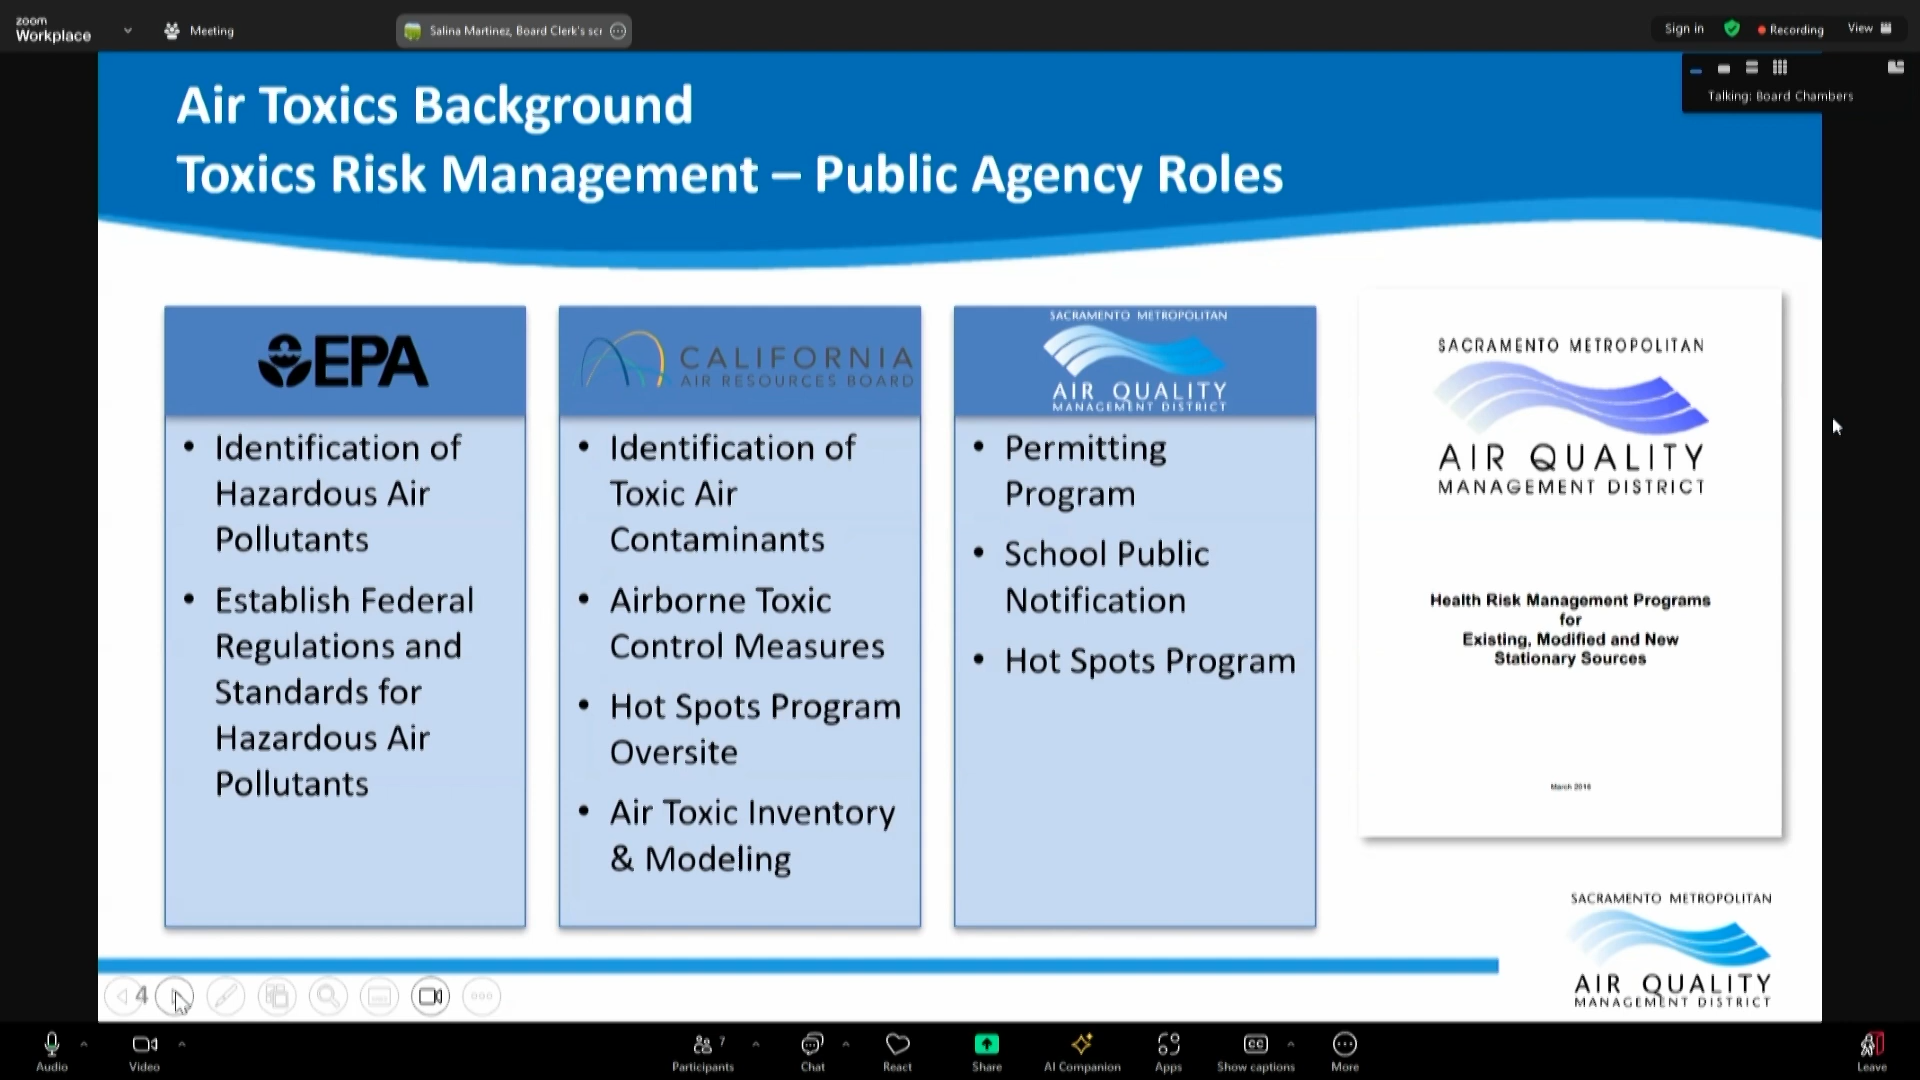 zoom
Workplace
Meeting
Salina Martinez, Board Clerk's scr
Sign in
Recording
View
Talking: Board Chambers
Air Toxics Background
Toxics Risk Management – Public Agency Roles
EPA
• Identification of
Hazardous Air
Pollutants
• Establish Federal
Regulations and
Standards for
Hazardous Air
Pollutants
CALIFORNIA
AIR RESOURCES BOARD
• Identification of
Toxic Air
Contaminants
• Airborne Toxic
Control Measures
• Hot Spots Program
Oversite
• Air Toxic Inventory
& Modeling
SACRAMENTO METROPOLITAN
AIR QUALITY
MANAGEMENT DISTRICT
• Permitting
Program
• School Public
Notification
• Hot Spots Program
SACRAMENTO METROPOLITAN
AIR QUALITY
MANAGEMENT DISTRICT
Health Risk Management Programs
for
Existing, Modified and New
Stationary Sources
March 2016
SACRAMENTO METROPOLITAN
AIR QUALITY
MANAGEMENT DISTRICT
4
Audio
Video
7
Participants
Chat
React
Share
AI Companion
Apps
CC
Show captions
More
Leave